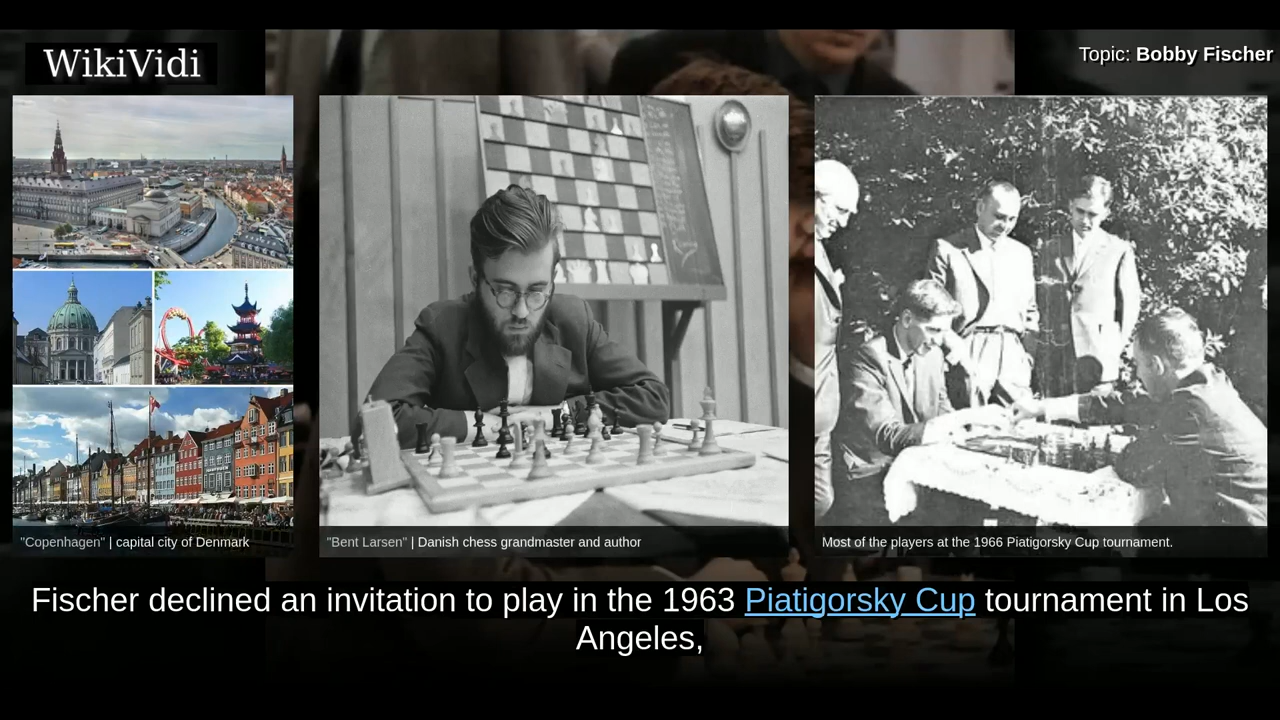 WikiVidi
Topic: Bobby Fischer
"Copenhagen" | capital city of Denmark
"Bent Larsen" | Danish chess grandmaster and author
Most of the players at the 1966 Piatigorsky Cup tournament.
Fischer declined an invitation to play in the 1963 Piatigorsky Cup tournament in Los
Angeles,